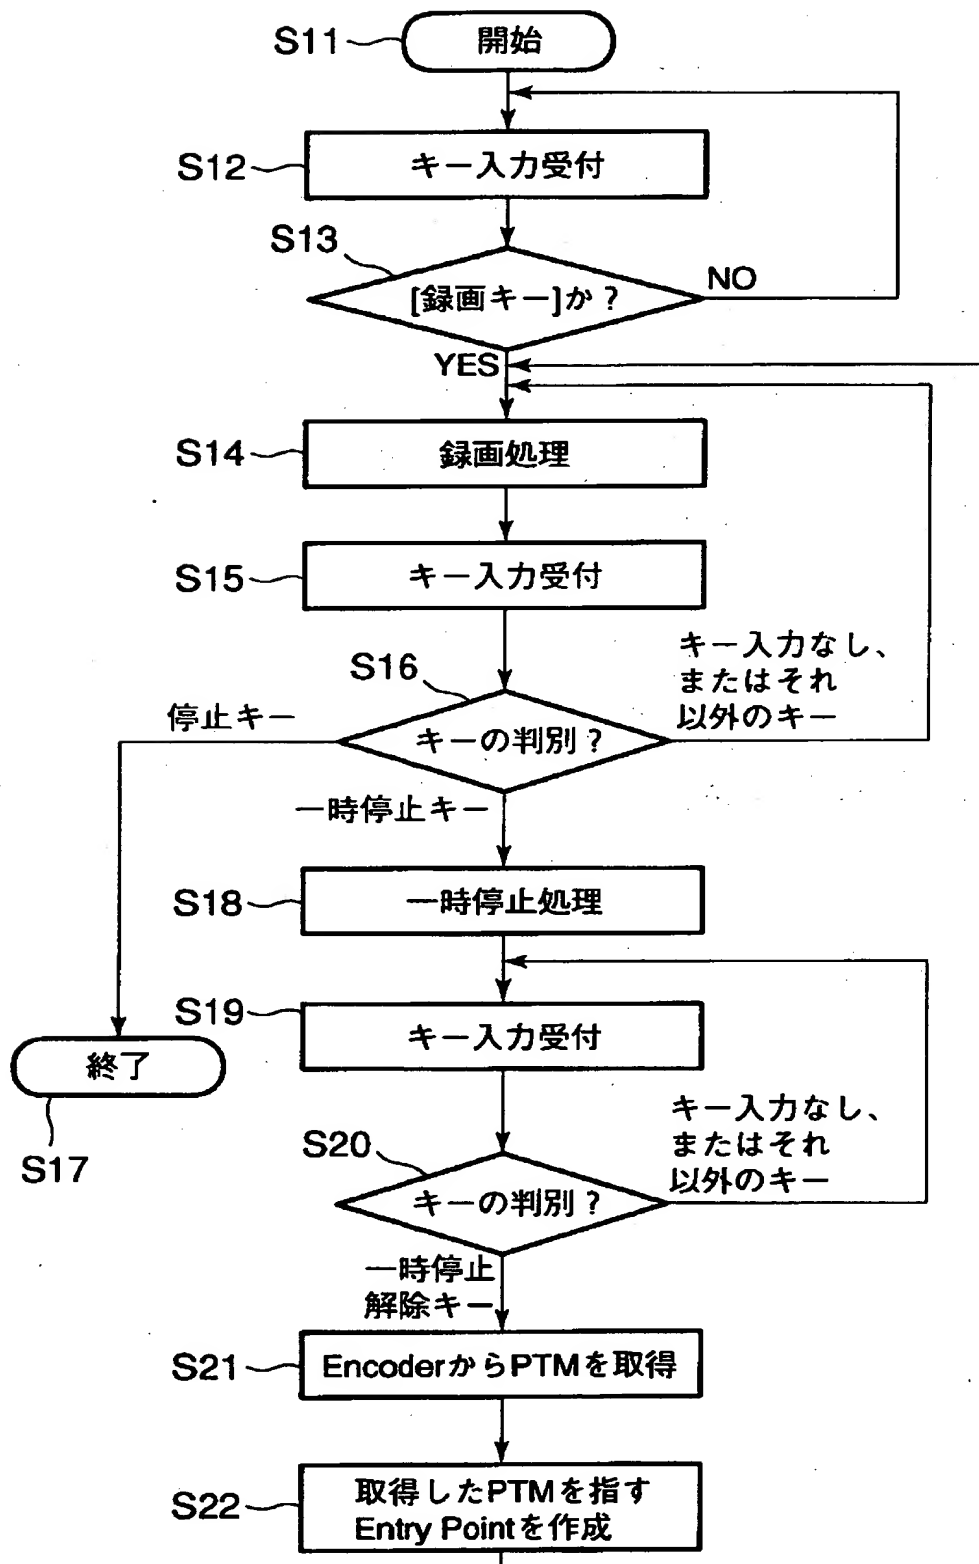 S11
開始
S12
キー入力受付
S13
[録画キー]か?
NO
YES
S14
録画処理
S15
キー入力受付
S16
キーの判別?
キー入力なし、
またはそれ
以外のキー
停止キー
一時停止キー
S18
一時停止処理
S19
キー入力受付
終了
S17
S20
キーの判別?
キー入力なし、
またはそれ
以外のキー
一時停止
解除キー
S21
EncoderからPTMを取得
S22
取得したPTMを指す
Entry Pointを作成